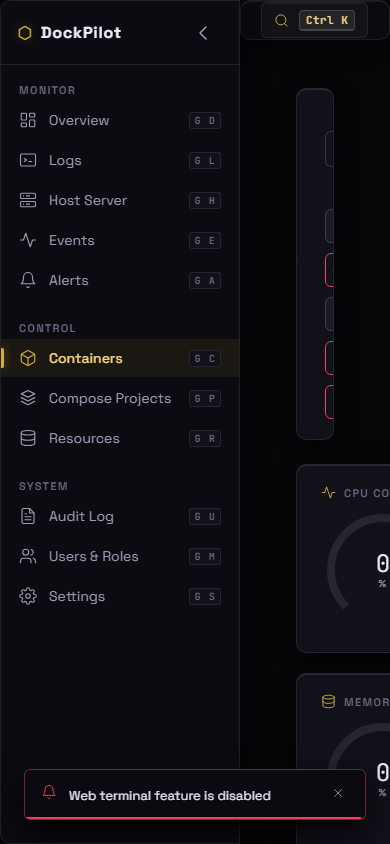 DockPilot
Ctrl K
MONITOR
Overview G D
Logs G L
Host Server G H
Events G E
Alerts G A
CONTROL
Containers G C
Compose Projects G P
Resources G R
SYSTEM
Audit Log G U
Users & Roles G M
Settings G S
CPU CO
0
%
MEMOR
0
%
Web terminal feature is disabled